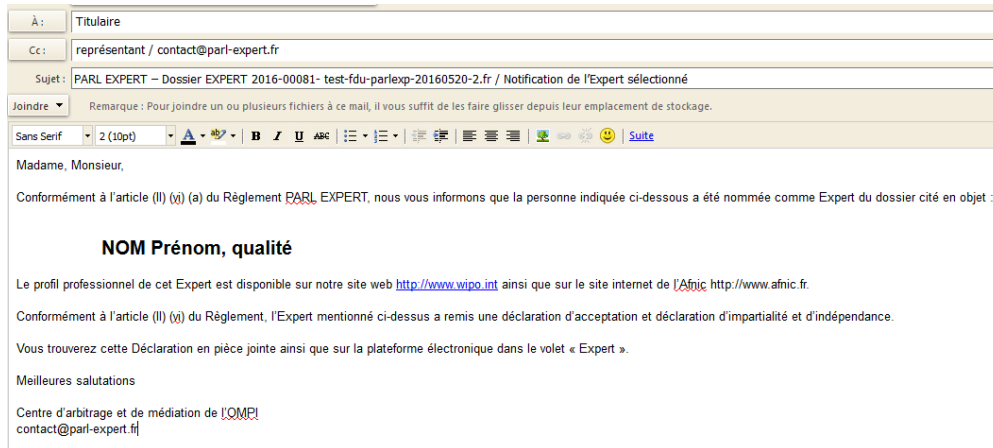 À :
Titulaire
Cc :
représentant / contact@parl-expert.fr
Sujet :
PARL EXPERT – Dossier EXPERT 2016-00081- test-fdu-parlexp-20160520-2.fr / Notification de l'Expert sélectionné
Joindre
Remarque : Pour joindre un ou plusieurs fichiers à ce mail, il vous suffit de les faire glisser depuis leur emplacement de stockage.
Sans Serif 2 (10pt) A ab B I U ABC Suite
Madame, Monsieur,
Conformément à l'article (II) (vi) (a) du Règlement PARL EXPERT, nous vous informons que la personne indiquée ci-dessous a été nommée comme Expert du dossier cité en objet :
NOM Prénom, qualité
Le profil professionnel de cet Expert est disponible sur notre site web http://www.wipo.int ainsi que sur le site internet de l'Afnic http://www.afnic.fr.
Conformément à l'article (II) (vi) du Règlement, l'Expert mentionné ci-dessus a remis une déclaration d'acceptation et déclaration d'impartialité et d'indépendance.
Vous trouverez cette Déclaration en pièce jointe ainsi que sur la plateforme électronique dans le volet « Expert ».
Meilleures salutations
Centre d'arbitrage et de médiation de l'OMPI
contact@parl-expert.fr